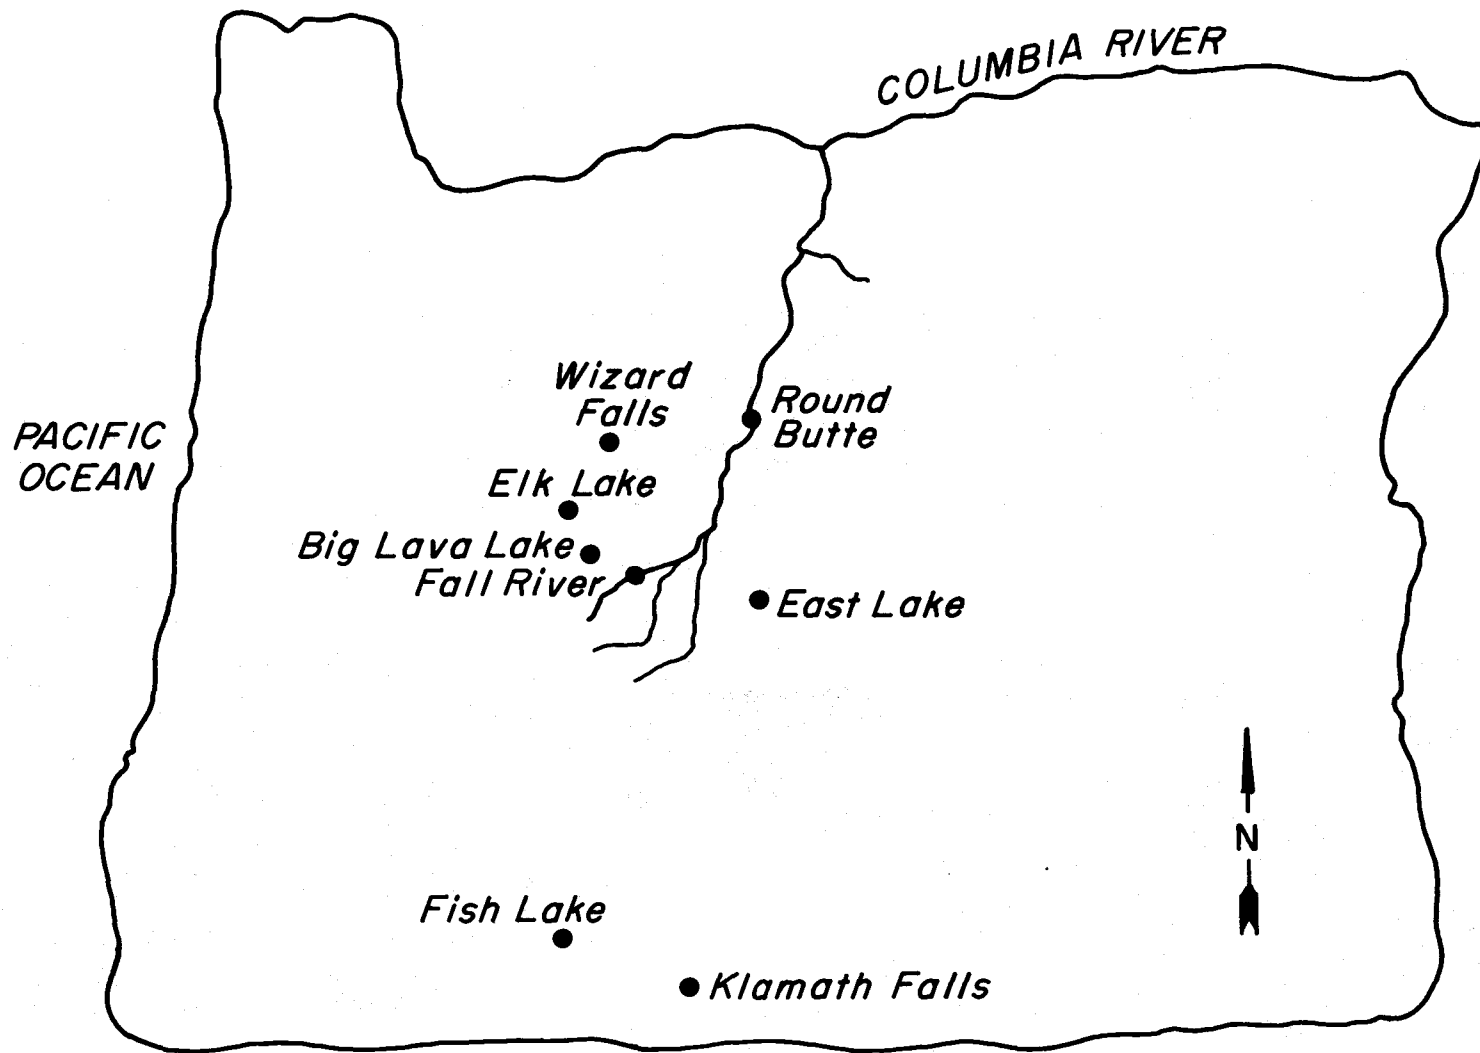 COLUMBIA RIVER
Wizard
Falls
Round
Butte
PACIFIC
OCEAN
Elk Lake
Big Lava Lake
Fall River
East Lake
N
Fish Lake
Klamath Falls